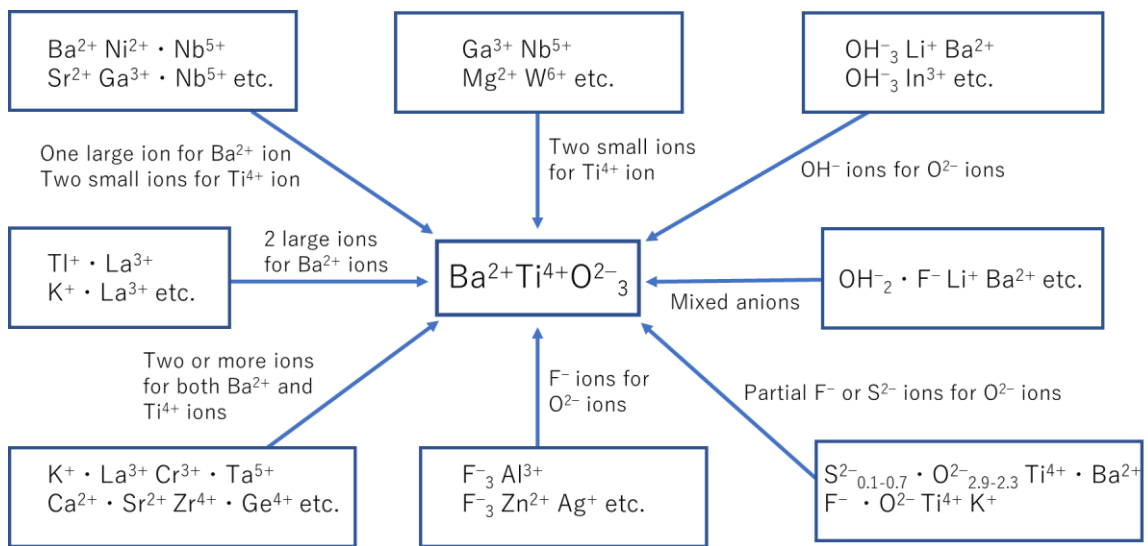 Ba²⁺ Ni²⁺・Nb⁵⁺
Sr²⁺ Ga³⁺・Nb⁵⁺ etc.
Ga³⁺ Nb⁵⁺
Mg²⁺ W⁶⁺ etc.
OH⁻₃ Li⁺ Ba²⁺
OH⁻₃ In³⁺ etc.
One large ion for Ba²⁺ ion
Two small ions for Ti⁴⁺ ion
Two small ions
for Ti⁴⁺ ion
OH⁻ ions for O²⁻ ions
Tl⁺・La³⁺
K⁺・La³⁺ etc.
2 large ions
for Ba²⁺ ions
Ba²⁺Ti⁴⁺O²⁻₃
Mixed anions
OH⁻₂・F⁻ Li⁺ Ba²⁺ etc.
Two or more ions
for both Ba²⁺ and
Ti⁴⁺ ions
F⁻ ions for
O²⁻ ions
Partial F⁻ or S²⁻ ions for O²⁻ ions
K⁺・La³⁺ Cr³⁺・Ta⁵⁺
Ca²⁺・Sr²⁺ Zr⁴⁺・Ge⁴⁺ etc.
F⁻₃ Al³⁺
F⁻₃ Zn²⁺ Ag⁺ etc.
S²⁻₀.₁₋₀.₇・O²⁻₂.₉₋₂.₃ Ti⁴⁺・Ba²⁺
F⁻・O²⁻ Ti⁴⁺ K⁺